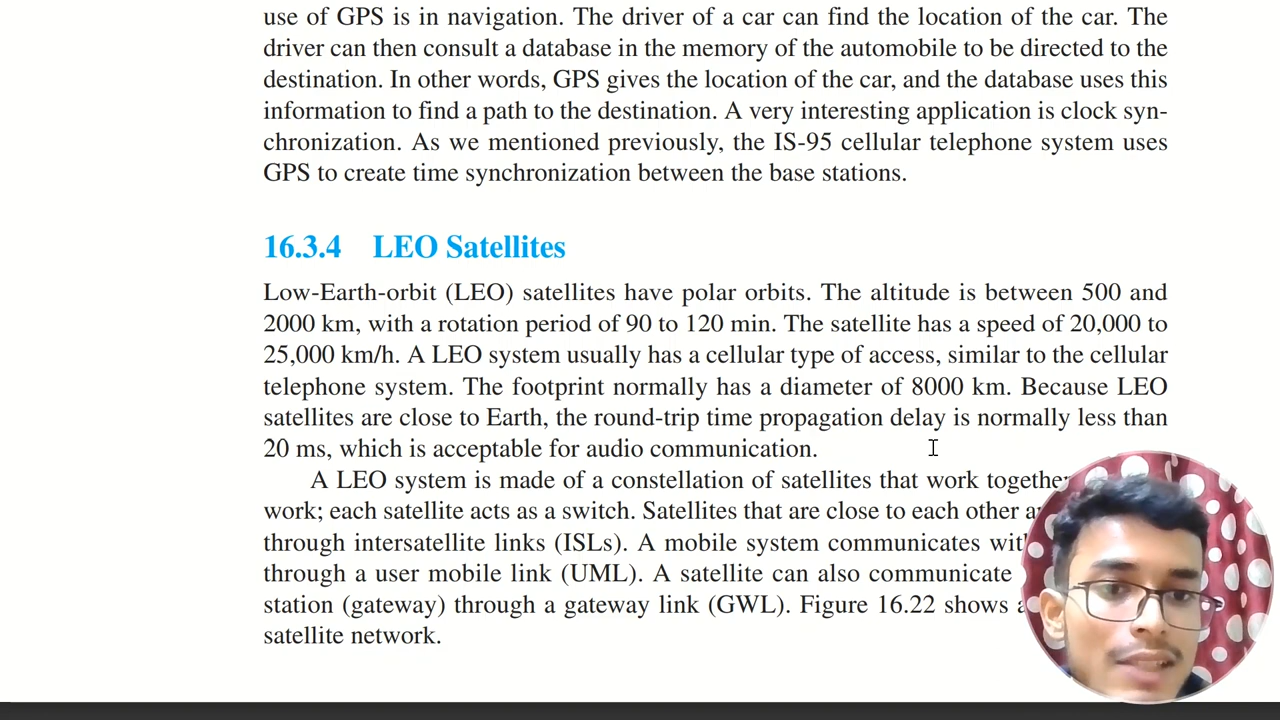 use of GPS is in navigation. The driver of a car can find the location of the car. The
driver can then consult a database in the memory of the automobile to be directed to the
destination. In other words, GPS gives the location of the car, and the database uses this
information to find a path to the destination. A very interesting application is clock syn-
chronization. As we mentioned previously, the IS-95 cellular telephone system uses
GPS to create time synchronization between the base stations.
16.3.4 LEO Satellites
Low-Earth-orbit (LEO) satellites have polar orbits. The altitude is between 500 and
2000 km, with a rotation period of 90 to 120 min. The satellite has a speed of 20,000 to
25,000 km/h. A LEO system usually has a cellular type of access, similar to the cellular
telephone system. The footprint normally has a diameter of 8000 km. Because LEO
satellites are close to Earth, the round-trip time propagation delay is normally less than
20 ms, which is acceptable for audio communication.
A LEO system is made of a constellation of satellites that work together
work; each satellite acts as a switch. Satellites that are close to each other
through intersatellite links (ISLs). A mobile system communicates
through a user mobile link (UML). A satellite can also communicate
station (gateway) through a gateway link (GWL). Figure 16.22 shows
satellite network.